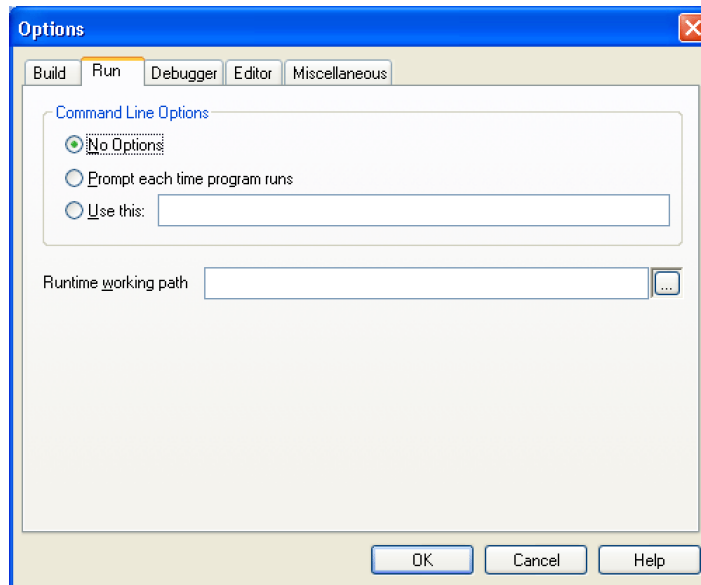 Options
Build Run Debugger Editor Miscellaneous
Command Line Options
No Options
Prompt each time program runs
Use this:
Runtime working path ...
OK Cancel Help